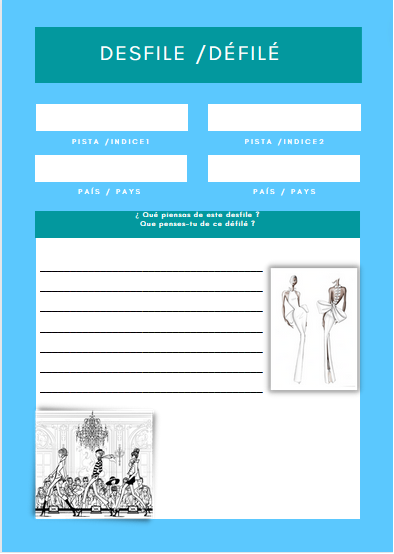 DESFILE /DÉFILÉ
PISTA /INDICE1
PISTA /INDICE2
PAÍS / PAYS
PAÍS / PAYS
¿ Qué piensas de este desfile ?
Que penses-tu de ce défilé ?